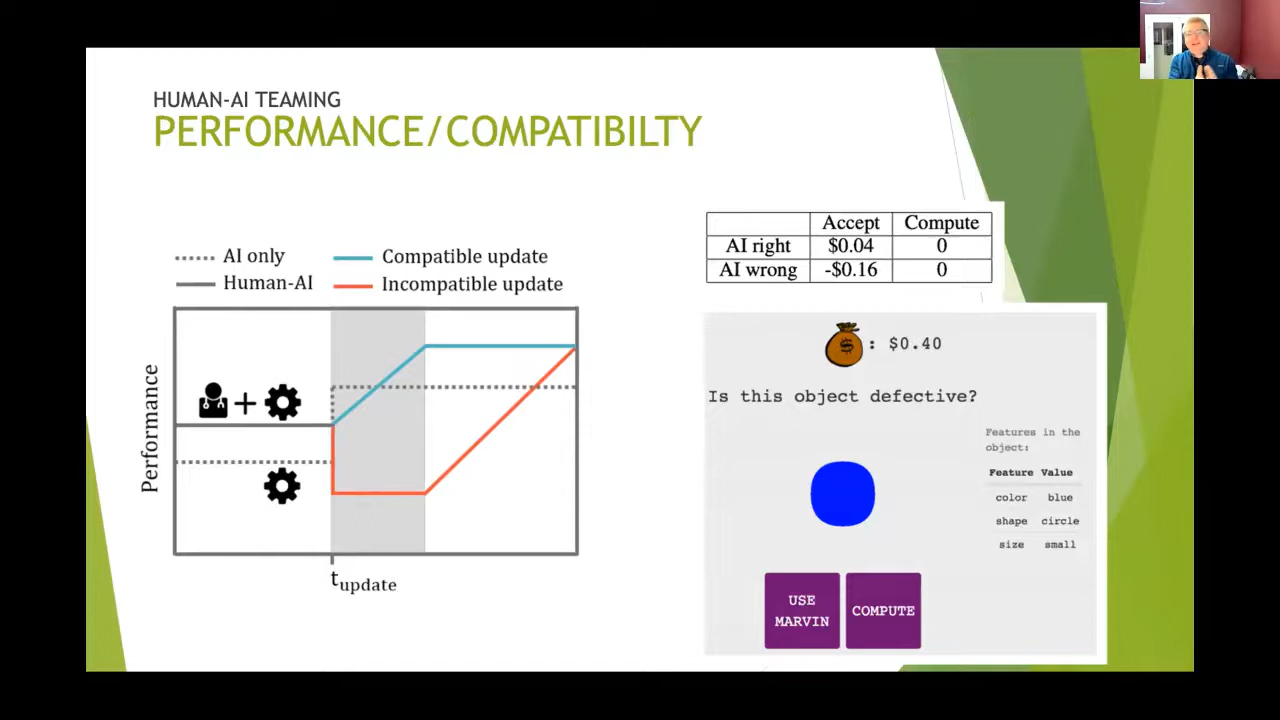 HUMAN-AI TEAMING
PERFORMANCE/COMPATIBILTY
AI only
Human-AI
Compatible update
Incompatible update
Performance
+
t update
Accept Compute
AI right $0.04 0
AI wrong -$0.16 0
$ : $0.40
Is this object defective?
Features in the
object:
Feature Value
color blue
shape circle
size small
USE
MARVIN
COMPUTE